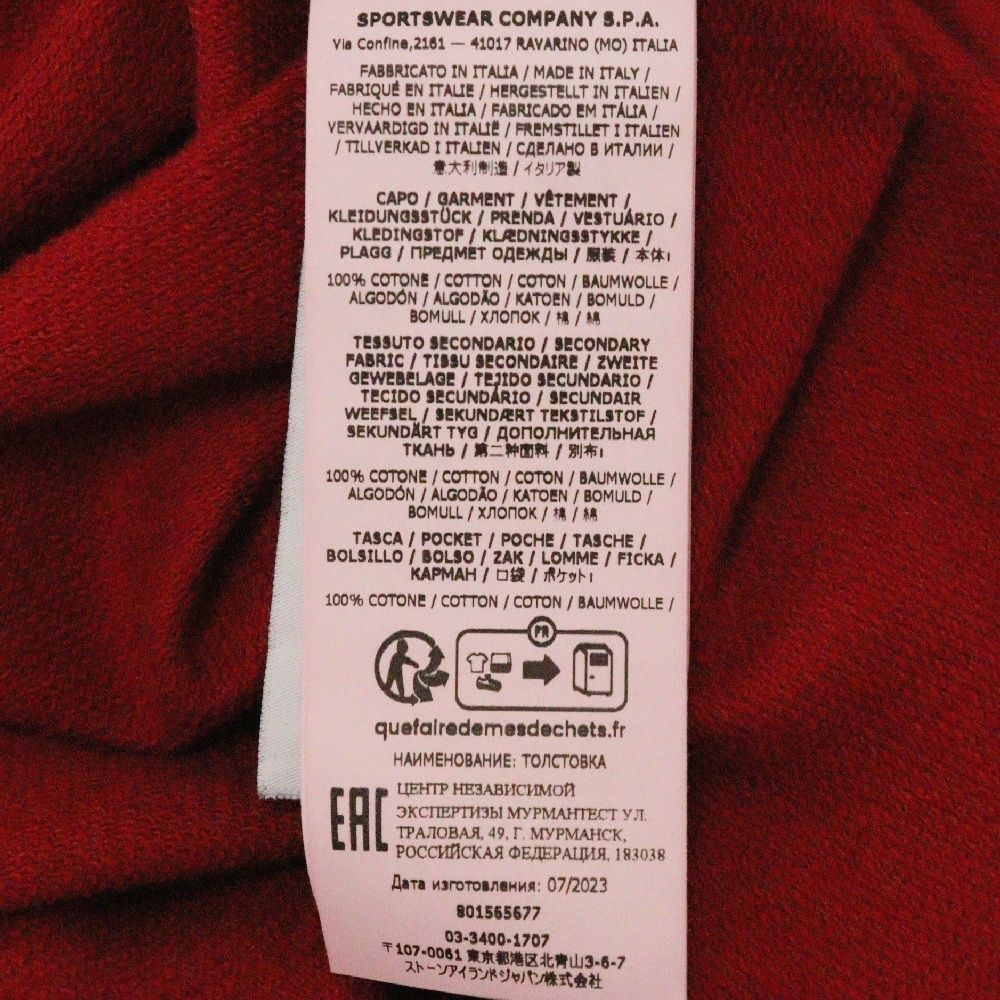 SPORTSWEAR COMPANY S.P.A.
Via Confine,2161 — 41017 RAVARINO (MO) ITALIA
FABBRICATO IN ITALIA / MADE IN ITALY /
FABRIQUÉ EN ITALIE / HERGESTELLT IN ITALIEN /
HECHO EN ITALIA / FABRICADO EM ITÁLIA /
VERVAARDIGD IN ITALIË / FREMSTILLET I ITALIEN
/ TILLVERKAD I ITALIEN / СДЕЛАНО В ИТАЛИИ /
意大利制造 / イタリア製
CAPO / GARMENT / VÊTEMENT /
KLEIDUNGSSTÜCK / PRENDA / VESTUÁRIO /
KLEDINGSTOF / KLÆDNINGSSTYKKE /
PLAGG / ПРЕДМЕТ ОДЕЖДЫ / 服装 / 本体:
100% COTONE / COTTON / COTON / BAUMWOLLE /
ALGODÓN / ALGODÃO / KATOEN / BOMULD /
BOMULL / ХЛОПОК / 棉 / 綿
TESSUTO SECONDARIO / SECONDARY
FABRIC / TISSU SECONDAIRE / ZWEITE
GEWEBELAGE / TEJIDO SECUNDARIO /
TECIDO SECUNDÁRIO / SECUNDAIR
WEEFSEL / SEKUNDÆRT TEKSTILSTOF /
SEKUNDÄRT TYG / ДОПОЛНИТЕЛЬНАЯ
ТКАНЬ / 第二种面料 / 別布:
100% COTONE / COTTON / COTON / BAUMWOLLE /
ALGODÓN / ALGODÃO / KATOEN / BOMULD /
BOMULL / ХЛОПОК / 棉 / 綿
TASCA / POCKET / POCHE / TASCHE /
BOLSILLO / BOLSO / ZAK / LOMME / FICKA /
КАРМАН / 口袋 / ポケット:
100% COTONE / COTTON / COTON / BAUMWOLLE /
FR
quefairedemesdechets.fr
НАИМЕНОВАНИЕ: ТОЛСТОВКА
EAC
ЦЕНТР НЕЗАВИСИМОЙ
ЭКСПЕРТИЗЫ МУРМАНТЕСТ УЛ.
ТРАЛОВАЯ, 49, Г. МУРМАНСК,
РОССИЙСКАЯ ФЕДЕРАЦИЯ, 183038
Дата изготовления: 07/2023
801565677
03-3400-1707
〒107-0061 東京都港区北青山3-6-7
ストーンアイランドジャパン株式会社